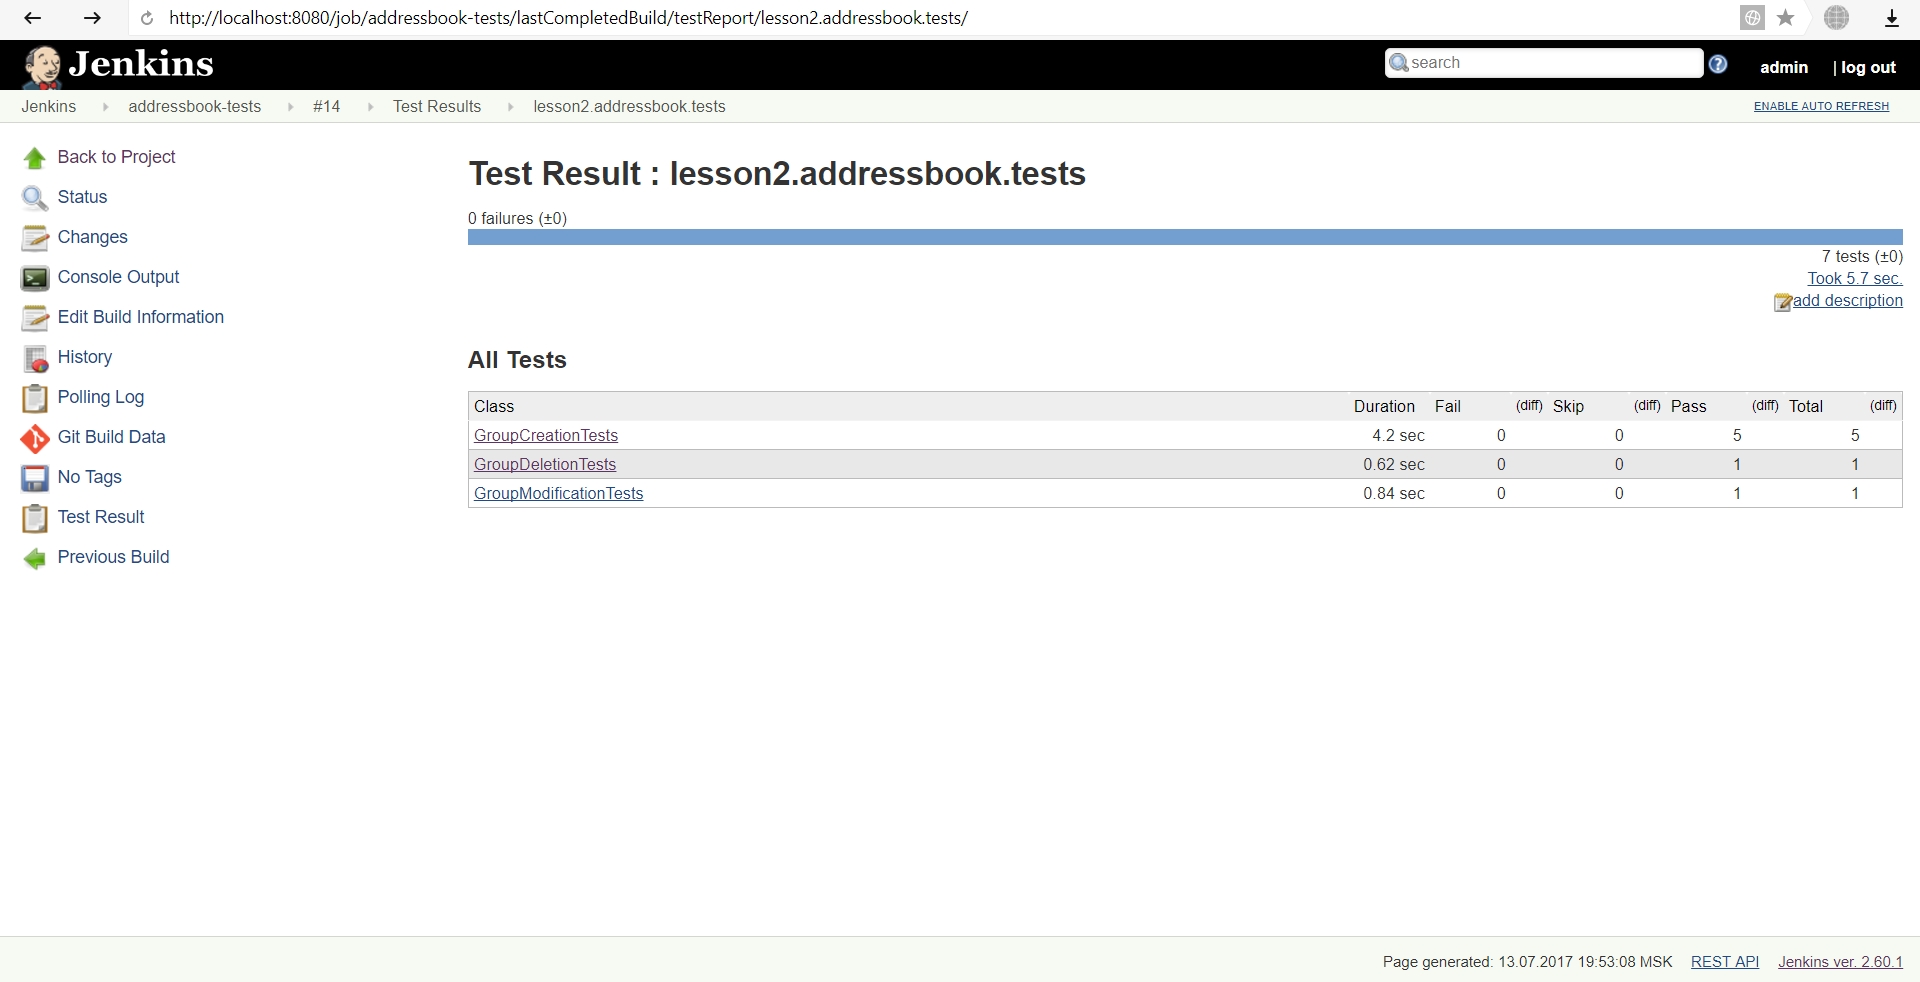 http://localhost:8080/job/addressbook-tests/lastCompletedBuild/testReport/lesson2.addressbook.tests/
Jenkins
search
? admin | log out
Jenkins addressbook-tests #14 Test Results lesson2.addressbook.tests
ENABLE AUTO REFRESH
Back to Project
Status
Changes
Console Output
Edit Build Information
History
Polling Log
Git Build Data
No Tags
Test Result
Previous Build
Test Result : lesson2.addressbook.tests
0 failures (±0)
7 tests (±0)
Took 5.7 sec.
add description
All Tests
Class Duration Fail (diff) Skip (diff) Pass (diff) Total (diff)
GroupCreationTests 4.2 sec 0 0 5 5
GroupDeletionTests 0.62 sec 0 0 1 1
GroupModificationTests 0.84 sec 0 0 1 1
Page generated: 13.07.2017 19:53:08 MSK REST API Jenkins ver. 2.60.1